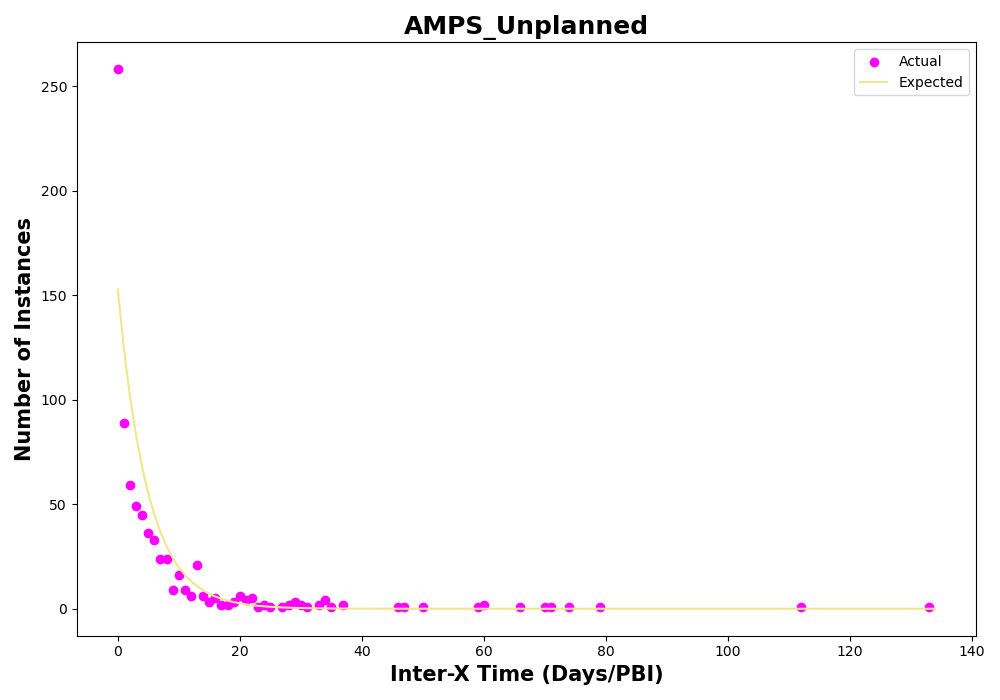 AMPS_Unplanned
Actual
Expected
Number of Instances
250
200
150
100
50
0
0 20 40 60 80 100 120 140
Inter-X Time (Days/PBI)